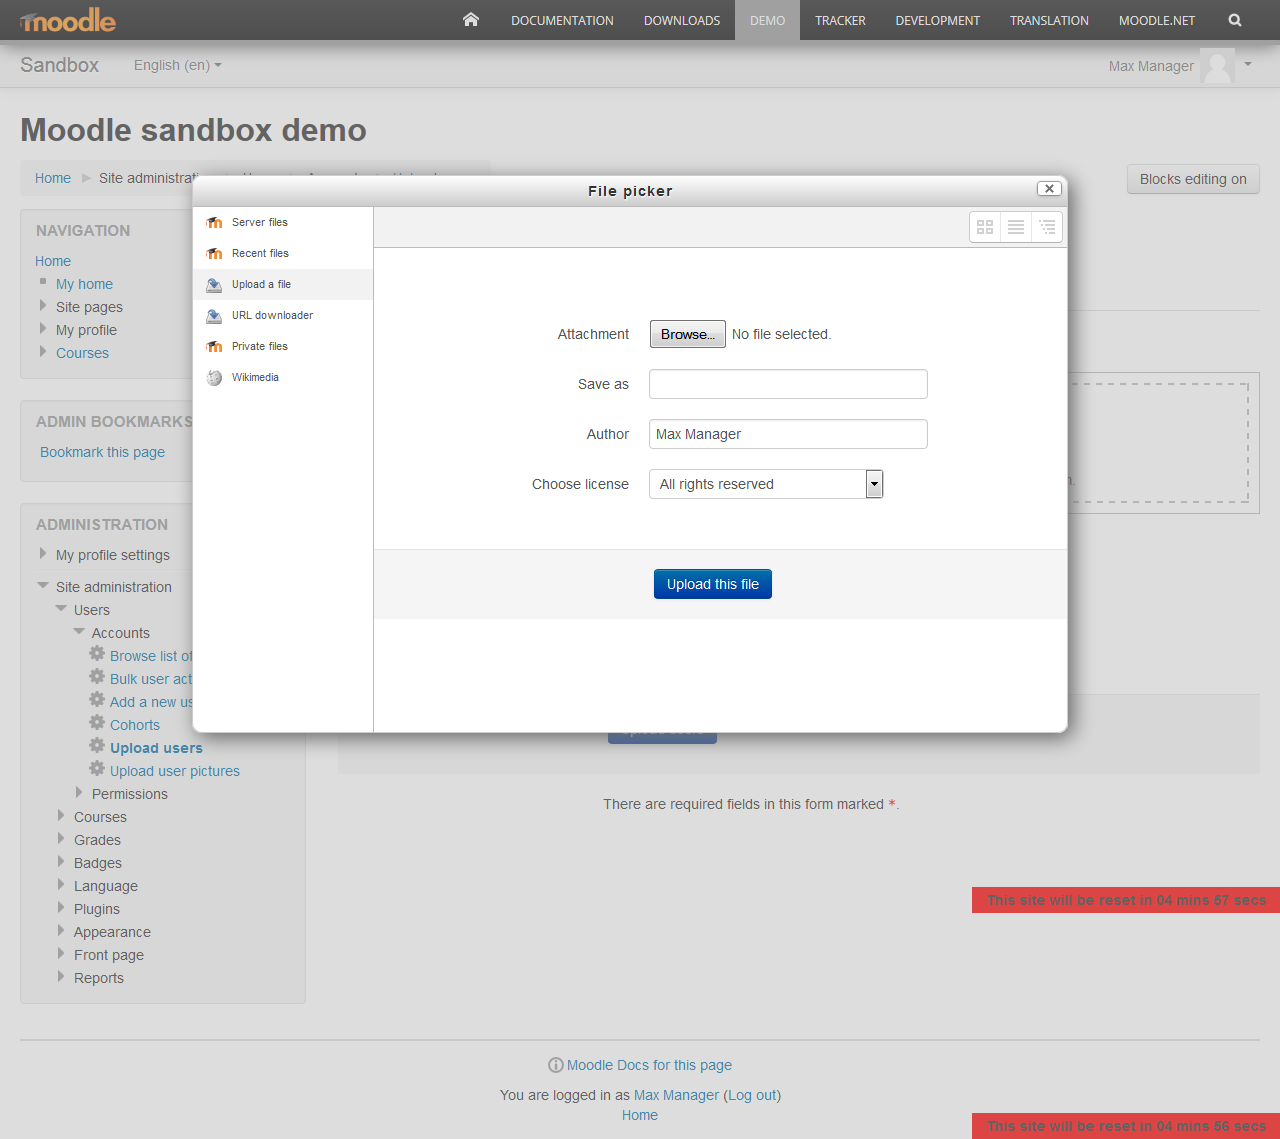 moodle
DOCUMENTATION
DOWNLOADS
DEMO
TRACKER
DEVELOPMENT
TRANSLATION
MOODLE.NET
Sandbox
English (en)
Max Manager
Moodle sandbox demo
Home
Site administrati
Blocks editing on
NAVIGATION
Home
My home
Site pages
My profile
Courses
ADMIN BOOKMARKS
Bookmark this page
ADMINISTRATION
My profile settings
Site administration
Users
Accounts
Browse list of
Bulk user act
Add a new us
Cohorts
Upload users
Upload user pictures
Permissions
Courses
Grades
Badges
Language
Plugins
Appearance
Front page
Reports
File picker
Server files
Recent files
Upload a file
URL downloader
Private files
Wikimedia
Attachment
Browse...
No file selected.
Save as
Author
Max Manager
Choose license
All rights reserved
Upload this file
There are required fields in this form marked *.
This site will be reset in 04 mins 57 secs
Moodle Docs for this page
You are logged in as Max Manager (Log out)
Home
This site will be reset in 04 mins 56 secs